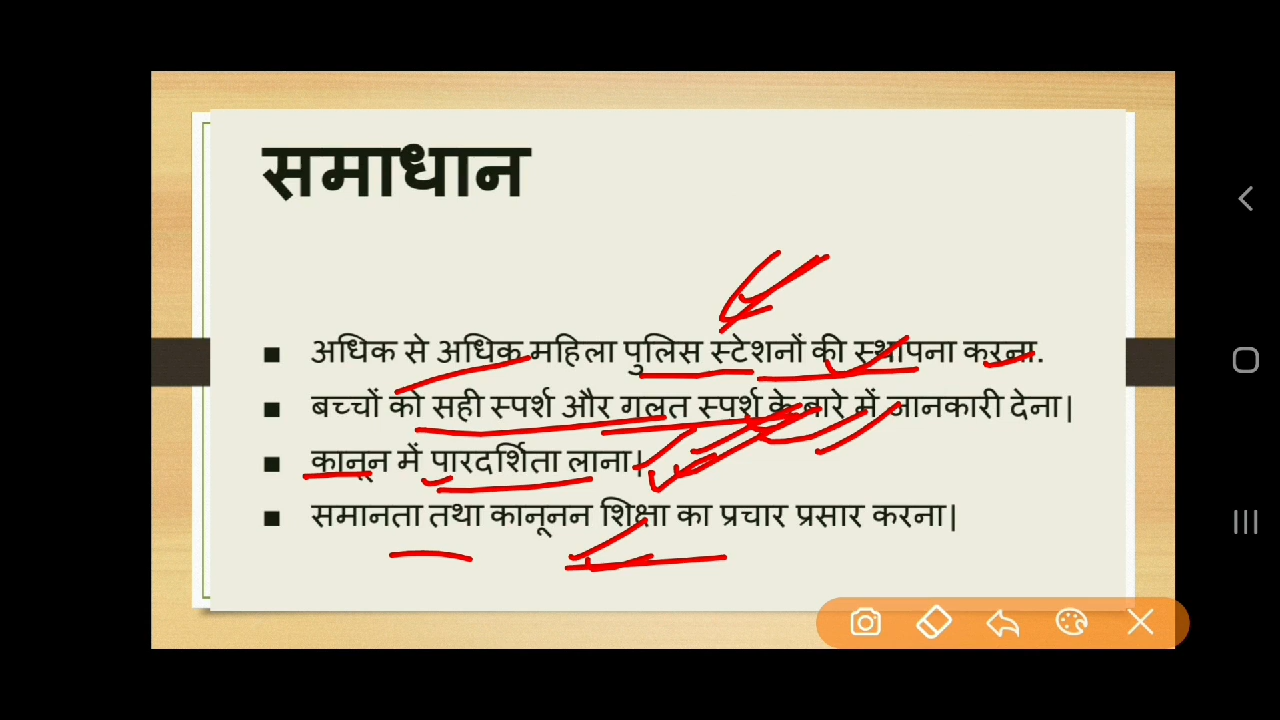 समाधान
▪ अधिक से अधिक महिला पुलिस स्टेशनों की स्थापना करना.
▪ बच्चों को सही स्पर्श और गलत स्पर्श के बारे में जानकारी देना|
▪ कानून में पारदर्शिता लाना|
▪ समानता तथा कानूनन शिक्षा का प्रचार प्रसार करना|